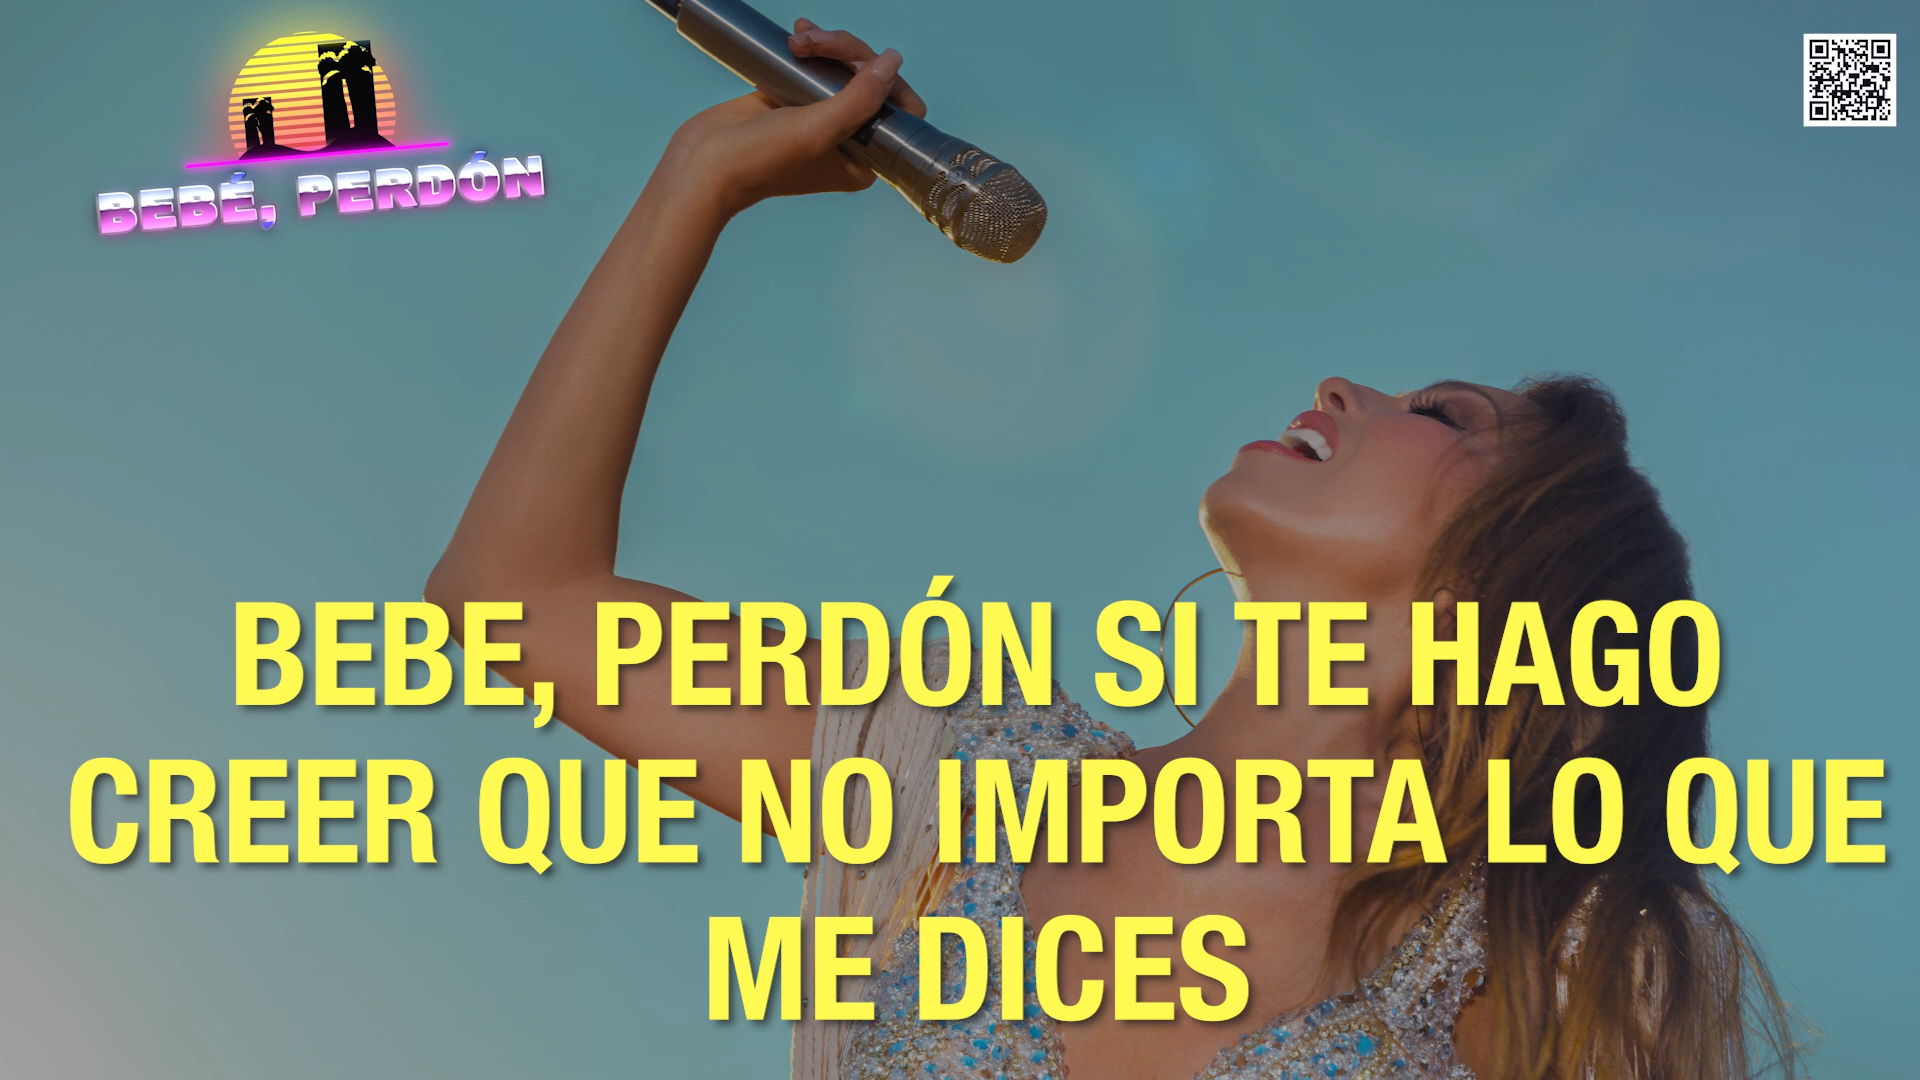 BEBÉ, PERDÓN
BEBE, PERDÓN SI TE HAGO
CREER QUE NO IMPORTA LO QUE
ME DICES